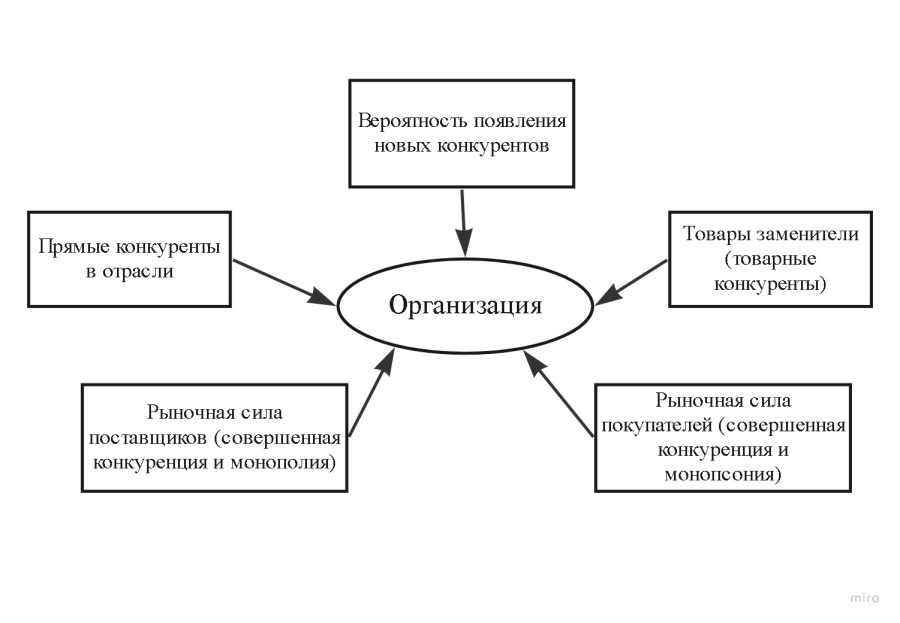 Вероятность появления
новых конкурентов
Прямые конкуренты
в отрасли
Товары заменители
(товарные
конкуренты)
Организация
Рыночная сила
поставщиков (совершенная
конкуренция и монополия)
Рыночная сила
покупателей (совершенная
конкуренция и
монопсония)
miro